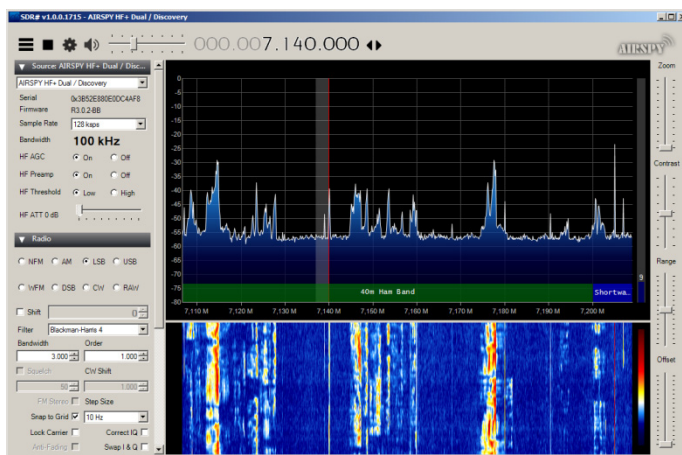 SDR# v1.0.0.1715 - AIRSPY HF+ Dual / Discovery
000.007.140.000
AIRSPY
Source: AIRSPY HF+ Dual / Disc...
AIRSPY HF+ Dual / Discovery
Serial 0x3B52E880E0DC4AF8
Firmware R3.0.2-BB
Sample Rate 128 ksps
Bandwidth 100 kHz
HF AGC On Off
HF Preamp On Off
HF Threshold Low High
HF ATT 0 dB
Radio
NFM AM LSB USB
WFM DSB CW RAW
Shift 0
Filter Blackman-Harris 4
Bandwidth Order
3.000 1.000
Squelch CW Shift
50 1.000
FM Stereo Step Size
Snap to Grid 10 Hz
Lock Carrier Correct IQ
Anti-Fading Swap I & Q
0
-5
-10
-15
-20
-25
-30
-35
-40
-45
-50
-55
-60
-65
-70
-75
-80
40m Ham Band
Shortwa...
9
7,110 M 7,120 M 7,130 M 7,140 M 7,150 M 7,160 M 7,170 M 7,180 M 7,190 M 7,200 M
Zoom
Contrast
Range
Offset